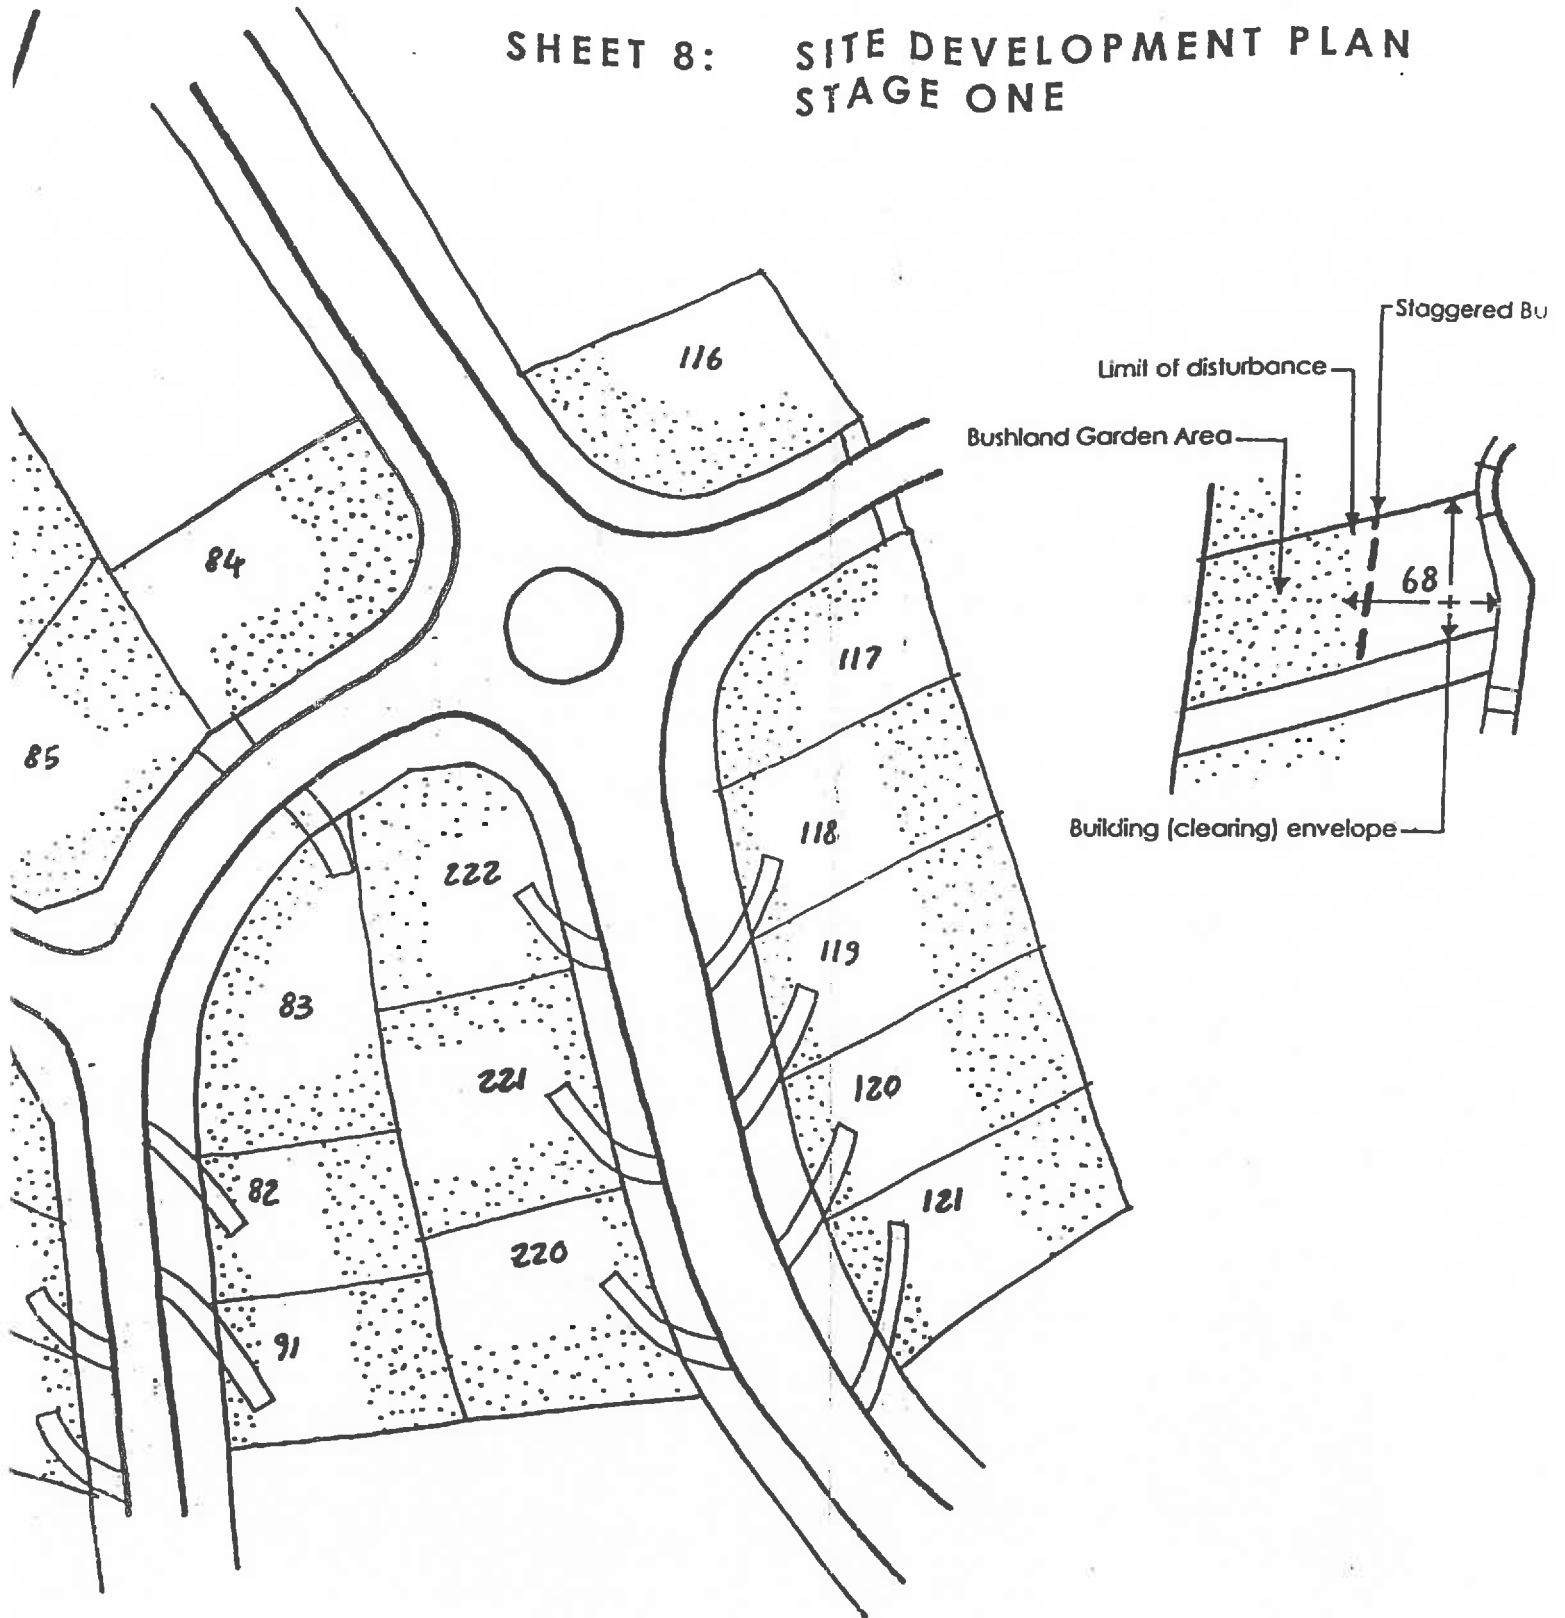 SHEET 8: SITE DEVELOPMENT PLAN
STAGE ONE
Staggered Bu
116
Limit of disturbance
Bushland Garden Area
84
68
117
85
118
Building (clearing) envelope
222
119
83
221
120
82
121
220
91